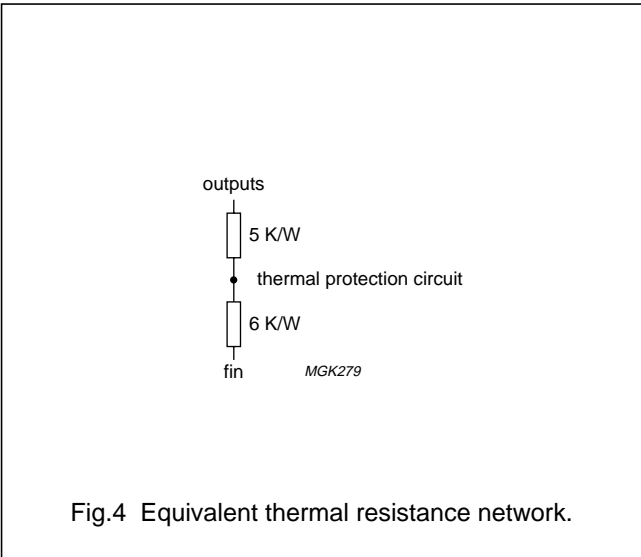 outputs
5 K/W
thermal protection circuit
6 K/W
fin
MGK279
Fig.4 Equivalent thermal resistance network.